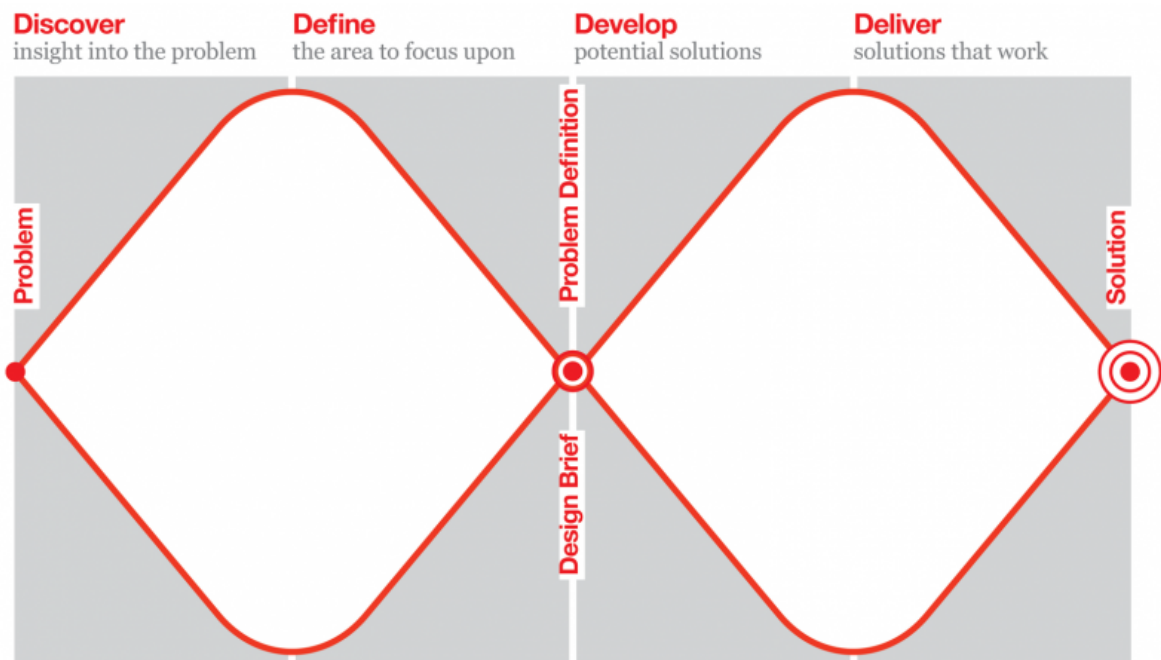 Discover
insight into the problem
Define
the area to focus upon
Develop
potential solutions
Deliver
solutions that work
Problem
Problem Definition
Design Brief
Solution